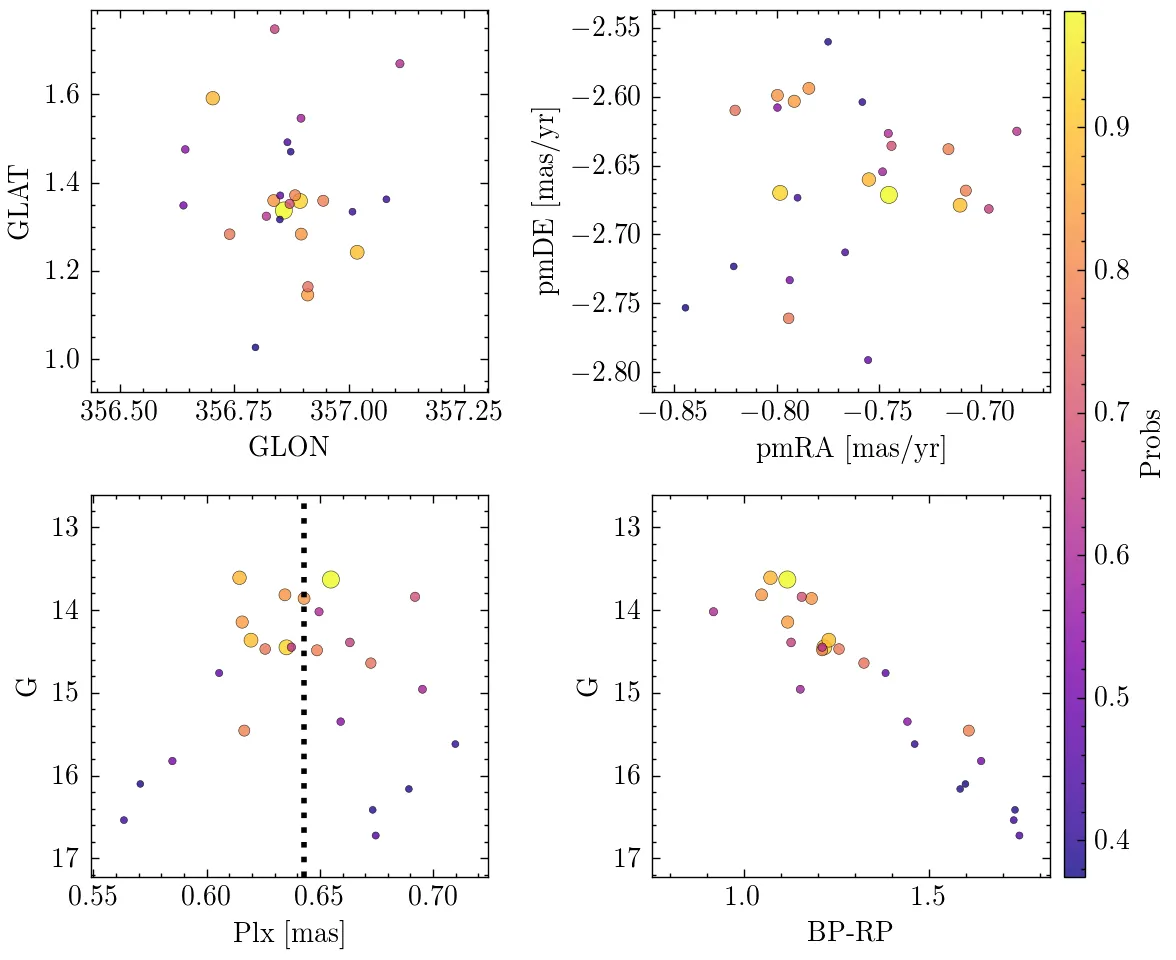 1.6
1.4
1.2
1.0
GLAT
356.50 356.75 357.00 357.25
GLON
−2.55
−2.60
−2.65
−2.70
−2.75
−2.80
pmDE [mas/yr]
−0.85 −0.80 −0.75 −0.70
pmRA [mas/yr]
13
14
15
16
17
G
0.55 0.60 0.65 0.70
Plx [mas]
13
14
15
16
17
G
1.0 1.5
BP-RP
0.9
0.8
0.7
0.6
0.5
0.4
Probs